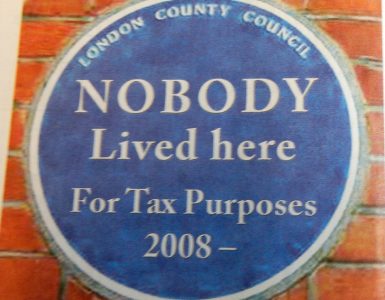 LONDON COUNTY COUNCIL
NOBODY
Lived here
For Tax Purposes
2008 –